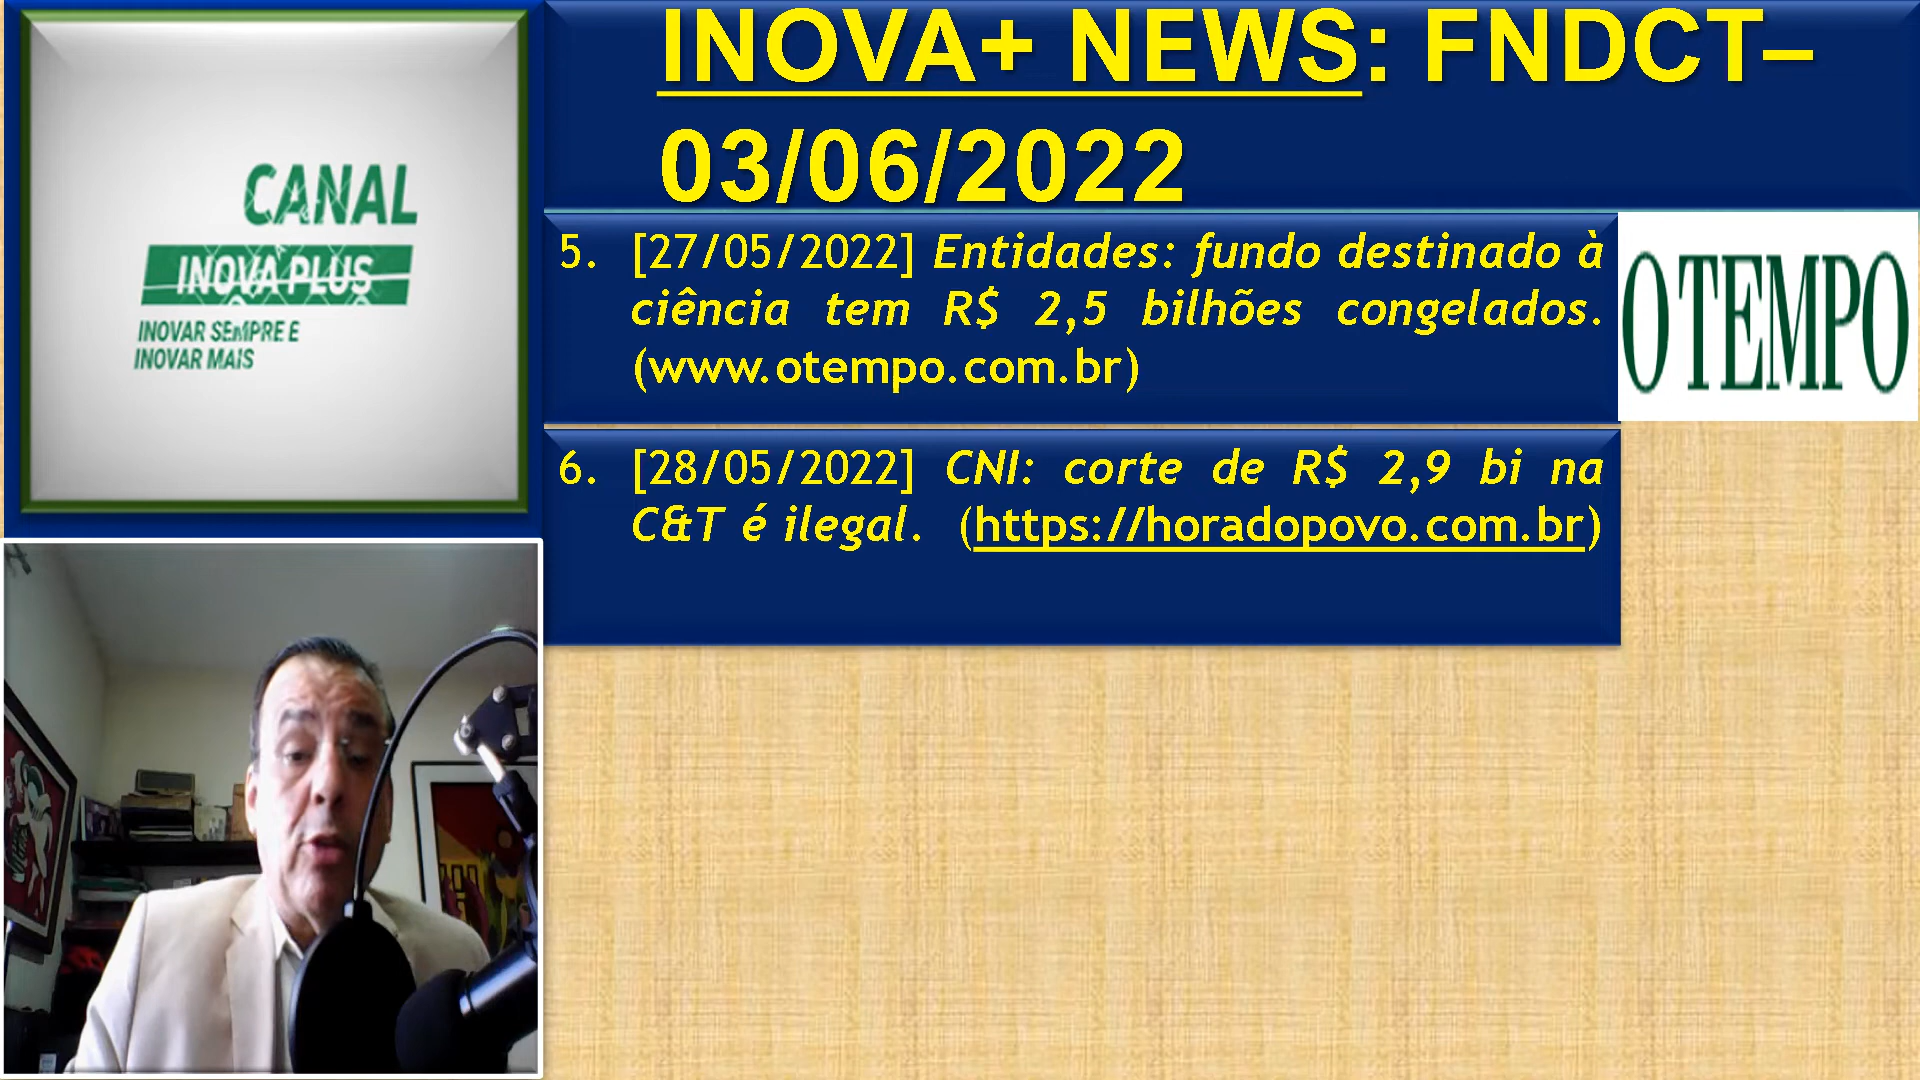 INOVA+ NEWS: FNDCT–
03/06/2022
CANAL
INOVA PLUS
INOVAR SEMPRE E
INOVAR MAIS
5. [27/05/2022] Entidades: fundo destinado à
ciência tem R$ 2,5 bilhões congelados.
(www.otempo.com.br)
O TEMPO
6. [28/05/2022] CNI: corte de R$ 2,9 bi na
C&T é ilegal. (https://horadopovo.com.br)